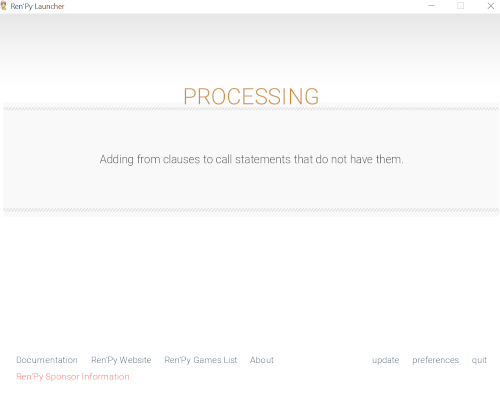 Ren'Py Launcher
PROCESSING
Adding from clauses to call statements that do not have them.
Documentation Ren'Py Website Ren'Py Games List About update preferences quit
Ren'Py Sponsor Information